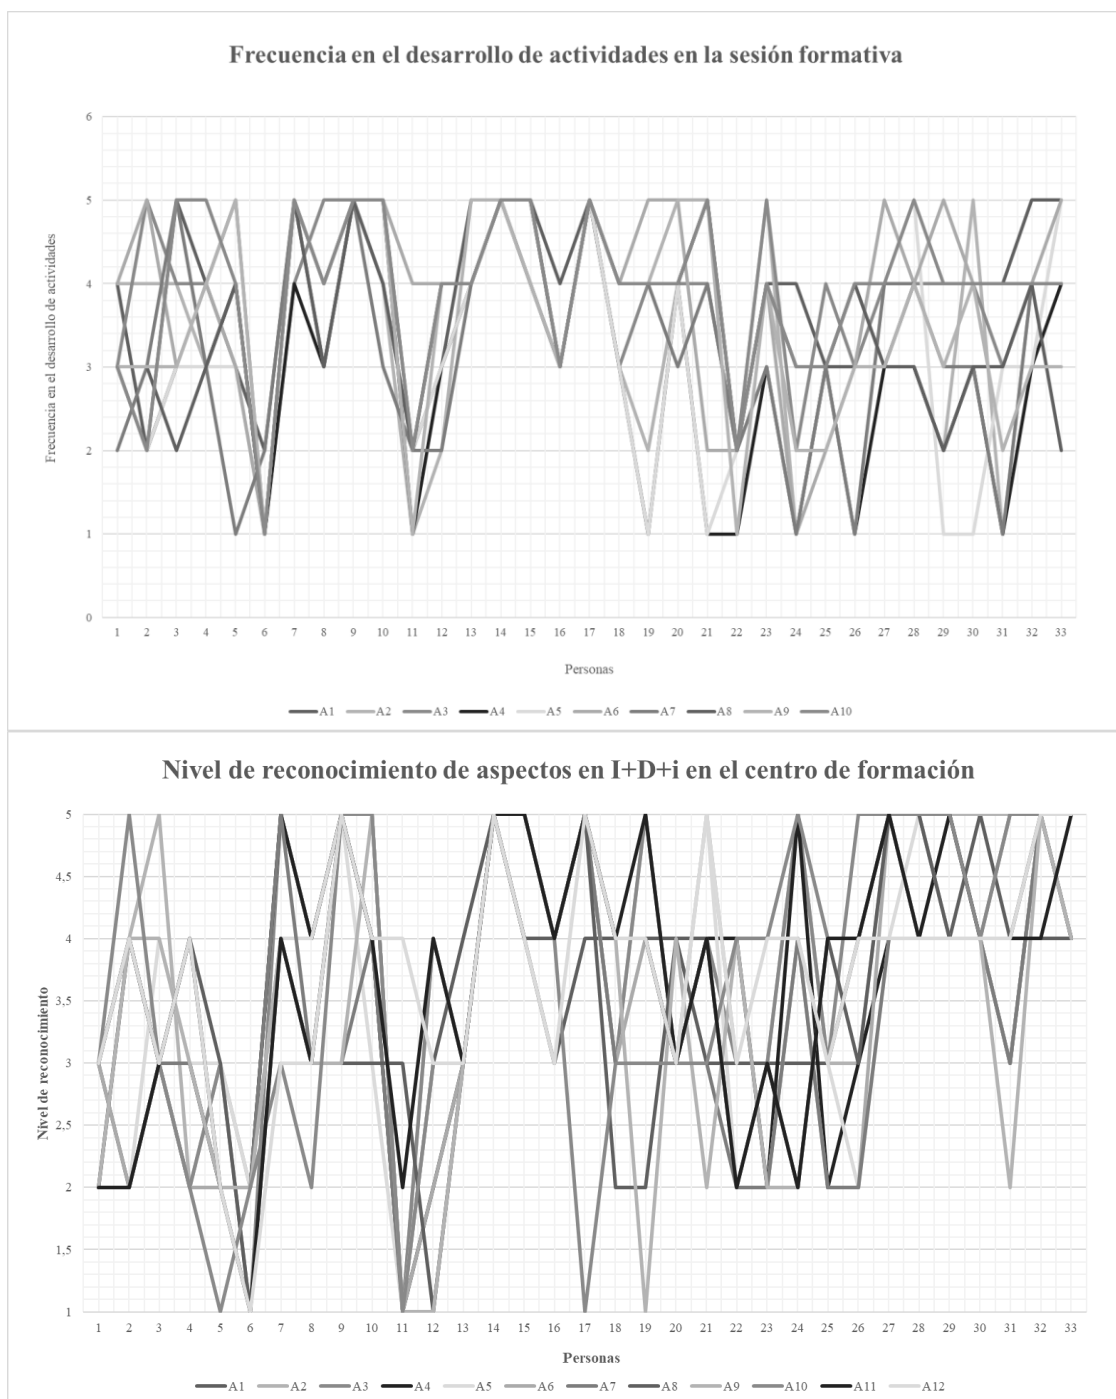 Frecuencia en el desarrollo de actividades en la sesión formativa
Frecuencia en el desarrollo de actividades
6
5
4
3
2
1
0
1 2 3 4 5 6 7 8 9 10 11 12 13 14 15 16 17 18 19 20 21 22 23 24 25 26 27 28 29 30 31 32 33
Personas
A1 A2 A3 A4 A5 A6 A7 A8 A9 A10
Nivel de reconocimiento de aspectos en I+D+i en el centro de formación
Nivel de reconocimiento
5
4,5
4
3,5
3
2,5
2
1,5
1
1 2 3 4 5 6 7 8 9 10 11 12 13 14 15 16 17 18 19 20 21 22 23 24 25 26 27 28 29 30 31 32 33
Personas
A1 A2 A3 A4 A5 A6 A7 A8 A9 A10 A11 A12